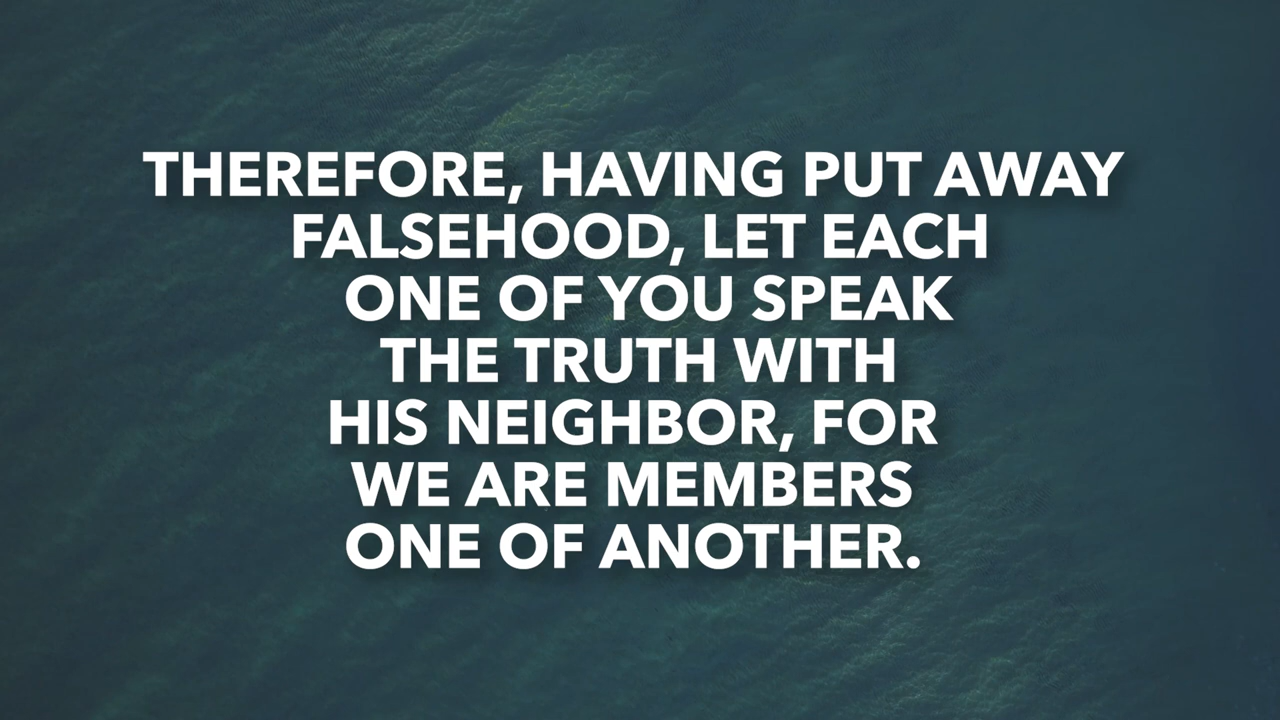 THEREFORE, HAVING PUT AWAY
FALSEHOOD, LET EACH
ONE OF YOU SPEAK
THE TRUTH WITH
HIS NEIGHBOR, FOR
WE ARE MEMBERS
ONE OF ANOTHER.